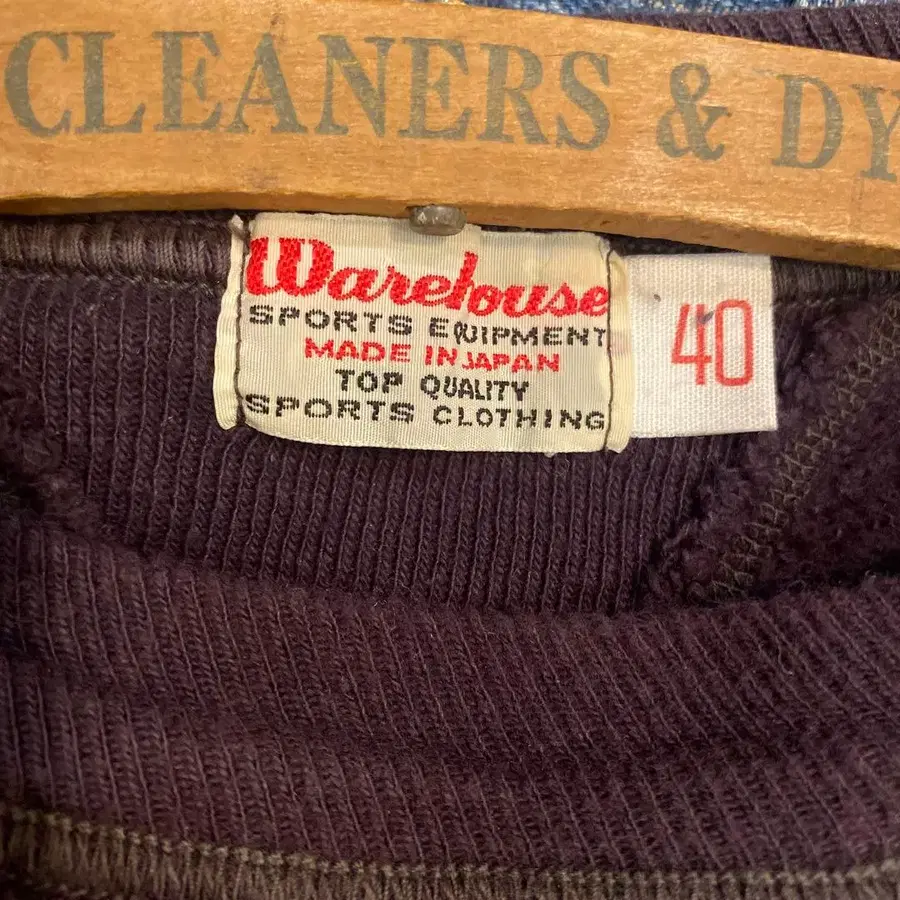 CLEANERS & DY
Warehouse
SPORTS EQUIPMENT
MADE IN JAPAN
TOP QUALITY
SPORTS CLOTHING
40